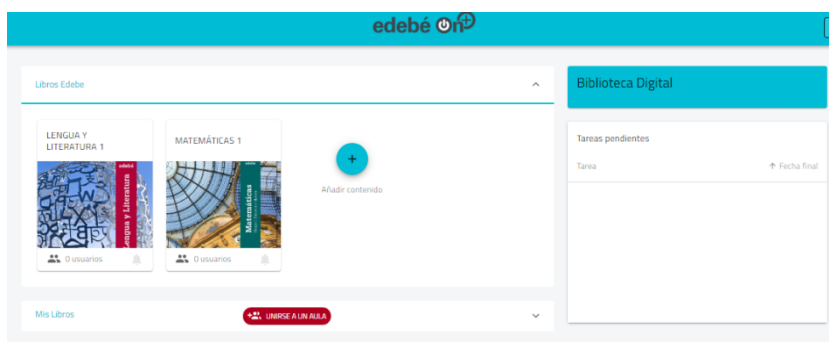 edebé On+
Libros Edebe
LENGUA Y
LITERATURA 1
edebé
Lengua y Literatura
0 usuarios
MATEMÁTICAS 1
Matemáticas
0 usuarios
+
Añadir contenido
Mis Libros
UNIRSE A UN AULA
Biblioteca Digital
Tareas pendientes
Tarea
Fecha final